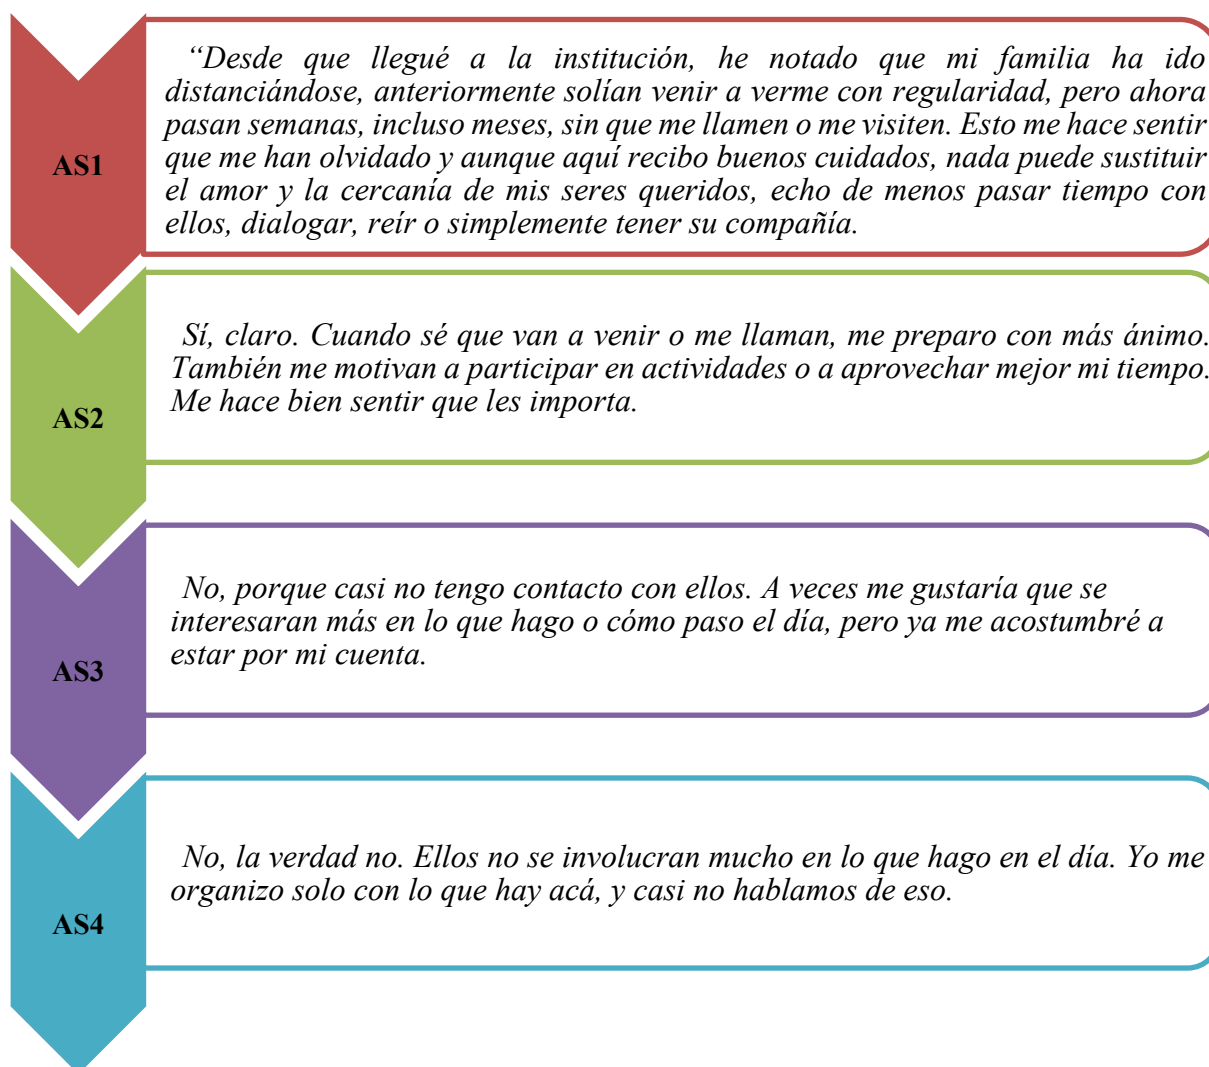 “Desde que llegué a la institución, he notado que mi familia ha ido
distanciándose, anteriormente solían venir a verme con regularidad, pero ahora
pasan semanas, incluso meses, sin que me llamen o me visiten. Esto me hace sentir
AS1
que me han olvidado y aunque aquí recibo buenos cuidados, nada puede sustituir
el amor y la cercanía de mis seres queridos, echo de menos pasar tiempo con
ellos, dialogar, reír o simplemente tener su compañía.
Sí, claro. Cuando sé que van a venir o me llaman, me preparo con más ánimo.
También me motivan a participar en actividades o a aprovechar mejor mi tiempo.
Me hace bien sentir que les importa.
AS2
No, porque casi no tengo contacto con ellos. A veces me gustaría que se
interesaran más en lo que hago o cómo paso el día, pero ya me acostumbré a
estar por mi cuenta.
AS3
No, la verdad no. Ellos no se involucran mucho en lo que hago en el día. Yo me
organizo solo con lo que hay acá, y casi no hablamos de eso.
AS4